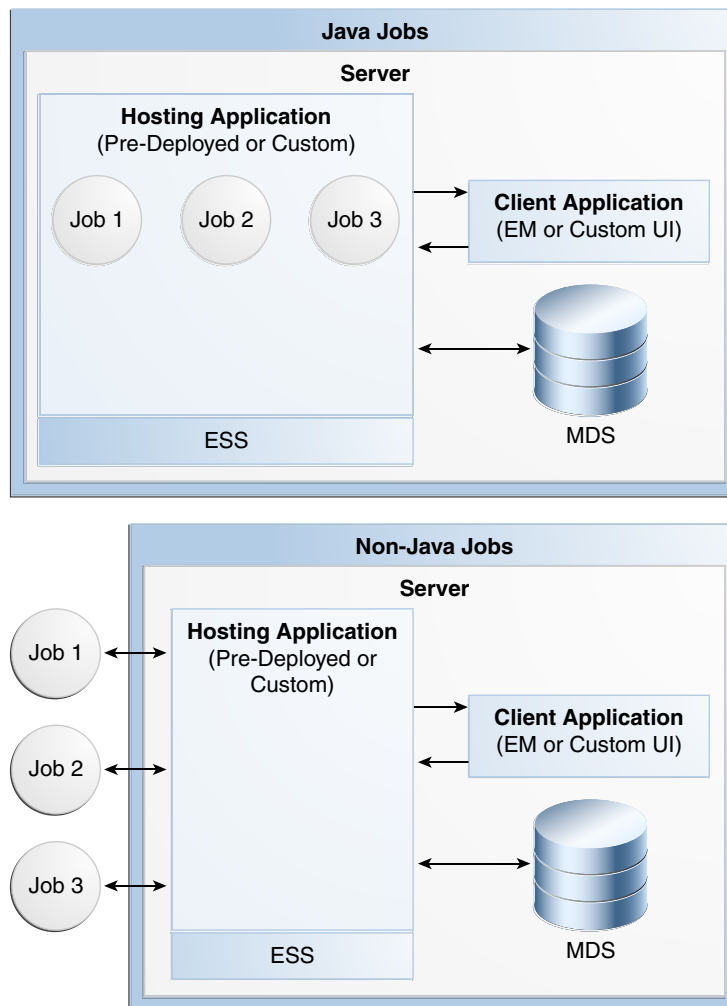 Java Jobs
Server
Hosting Application
(Pre-Deployed or Custom)
Job 1
Job 2
Job 3
Client Application
(EM or Custom UI)
MDS
ESS
Non-Java Jobs
Server
Hosting Application
(Pre-Deployed or
Custom)
Job 1
Job 2
Job 3
Client Application
(EM or Custom UI)
MDS
ESS